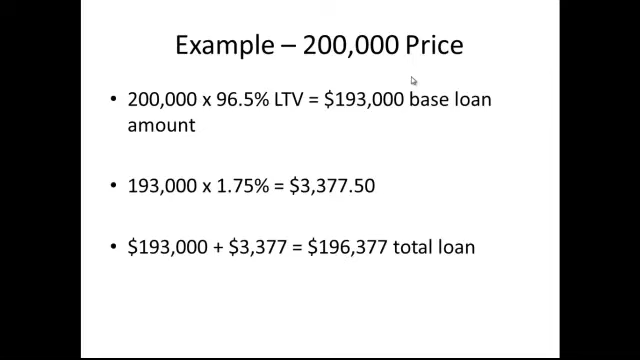 Example – 200,000 Price
• 200,000 x 96.5% LTV = $193,000 base loan
amount
• 193,000 x 1.75% = $3,377.50
• $193,000 + $3,377 = $196,377 total loan